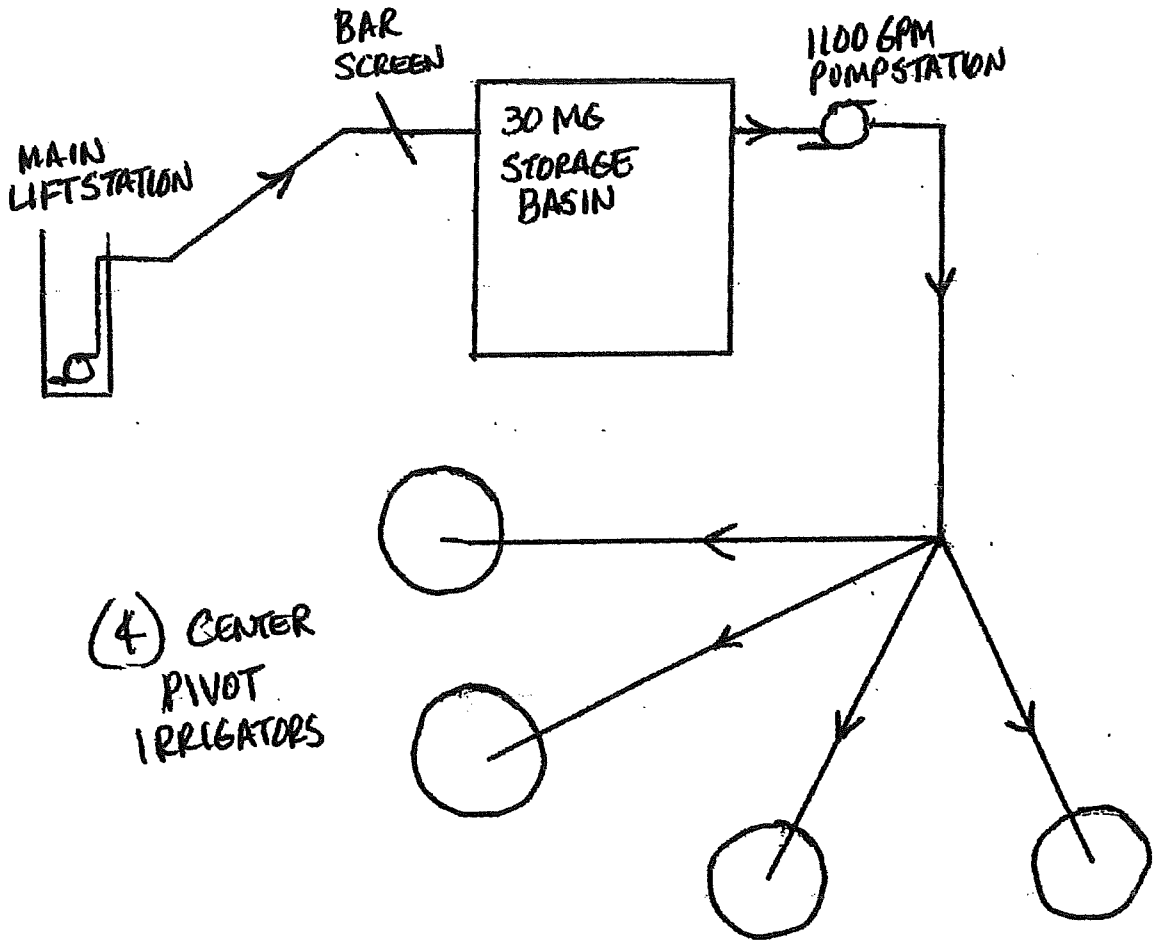 BAR
SCREEN
1100 GPM
PUMPSTATION
MAIN
LIFTSTATION
30 MG
STORAGE
BASIN
(4) CENTER
PIVOT
IRRIGATORS